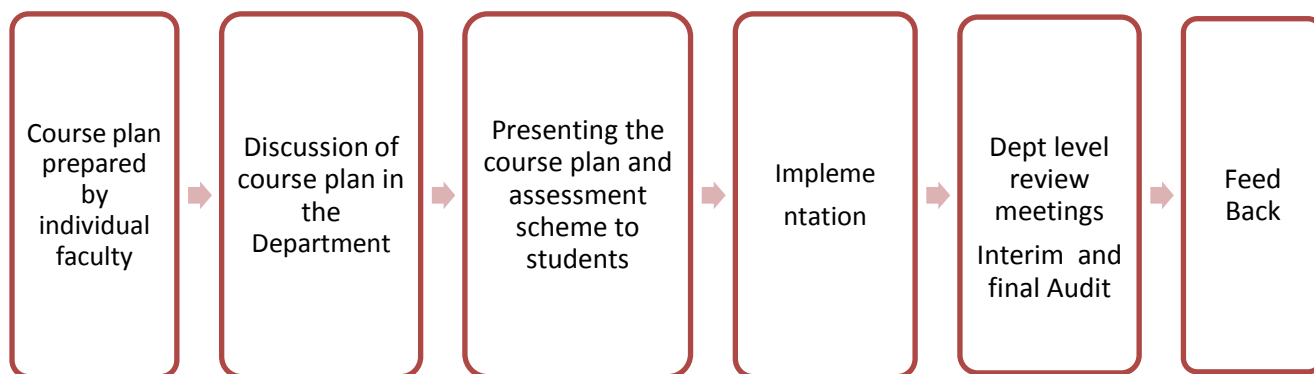 Course plan
prepared
by
individual
faculty
Discussion of
course plan in
the
Department
Presenting the
course plan and
assessment
scheme to
students
Impleme
ntation
Dept level
review
meetings
Interim and
final Audit
Feed
Back